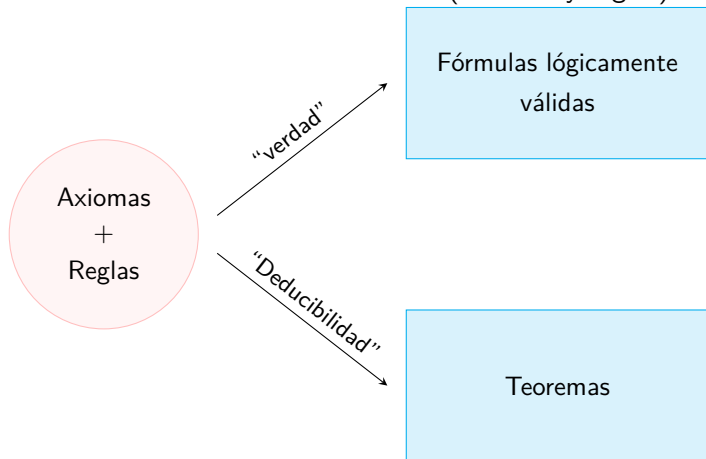 Fórmulas lógicamente
válidas
“verdad”
Axiomas
+
Reglas
“Deducibilidad”
Teoremas